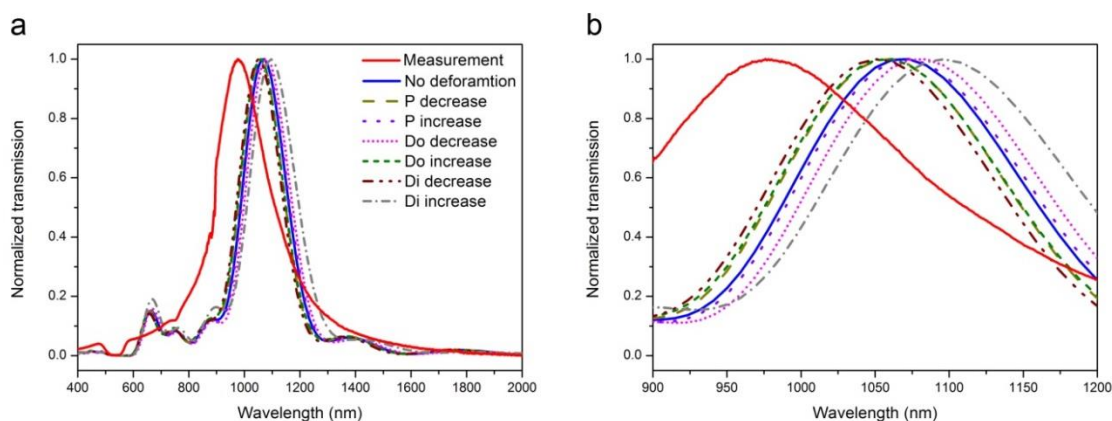 a
Normalized transmission
1.0
0.8
0.6
0.4
0.2
0.0
400 600 800 1000 1200 1400 1600 1800 2000
Wavelength (nm)
Measurement
No deforamtion
P decrease
P increase
Do decrease
Do increase
Di decrease
Di increase
b
Normalized transmission
1.0
0.8
0.6
0.4
0.2
0.0
900 950 1000 1050 1100 1150 1200
Wavelength (nm)